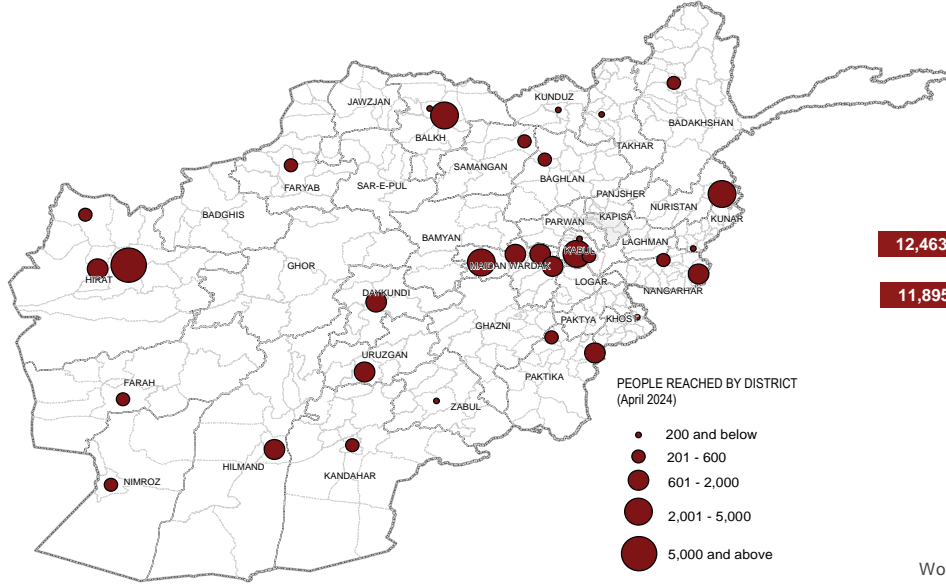 JAWZJAN
KUNDUZ
BALKH
BADAKHSHAN
TAKHAR
SAMANGAN
BAGHLAN
FARYAB
SAR-E-PUL
PANJSHER
NURISTAN
BADGHIS
PARWAN
KAPISA
KUNAR
BAMYAN
LAGHMAN
KABUL
12,463
GHOR
MAIDAN WARDAK
HIRAT
LOGAR
NANGARHAR
DAYKUNDI
11,895
GHAZNI
PAKTYA
KHOST
URUZGAN
PAKTIKA
FARAH
ZABUL
PEOPLE REACHED BY DISTRICT
(April 2024)
200 and below
201 - 600
HILMAND
KANDAHAR
NIMROZ
601 - 2,000
2,001 - 5,000
5,000 and above
Wo